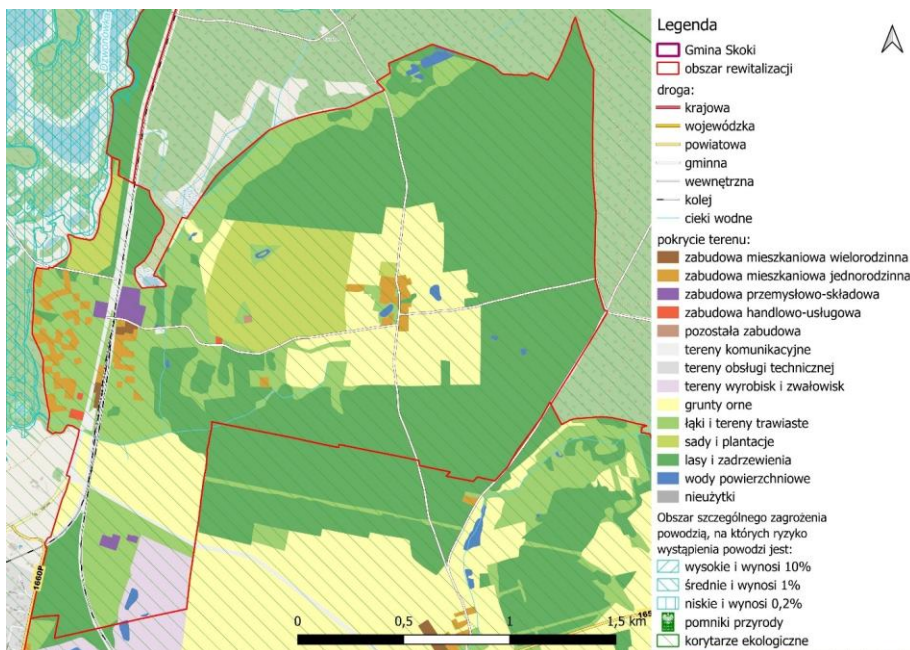 Dzwonówka
1660P
165
0 0,5 1 1,5 km
Legenda
Gmina Skoki
obszar rewitalizacji
droga:
krajowa
wojewódzka
powiatowa
gminna
wewnętrzna
kolej
cieki wodne
pokrycie terenu:
zabudowa mieszkaniowa wielorodzinna
zabudowa mieszkaniowa jednorodzinna
zabudowa przemysłowo-składowa
zabudowa handlowo-usługowa
pozostała zabudowa
tereny komunikacyjne
tereny obsługi technicznej
tereny wyrobisk i zwałowisk
grunty orne
łąki i tereny trawiaste
sady i plantacje
lasy i zadrzewienia
wody powierzchniowe
nieużytki
Obszar szczególnego zagrożenia
powodzią, na których ryzyko
wystąpienia powodzi jest:
wysokie i wynosi 10%
średnie i wynosi 1%
niskie i wynosi 0,2%
pomniki przyrody
korytarze ekologiczne